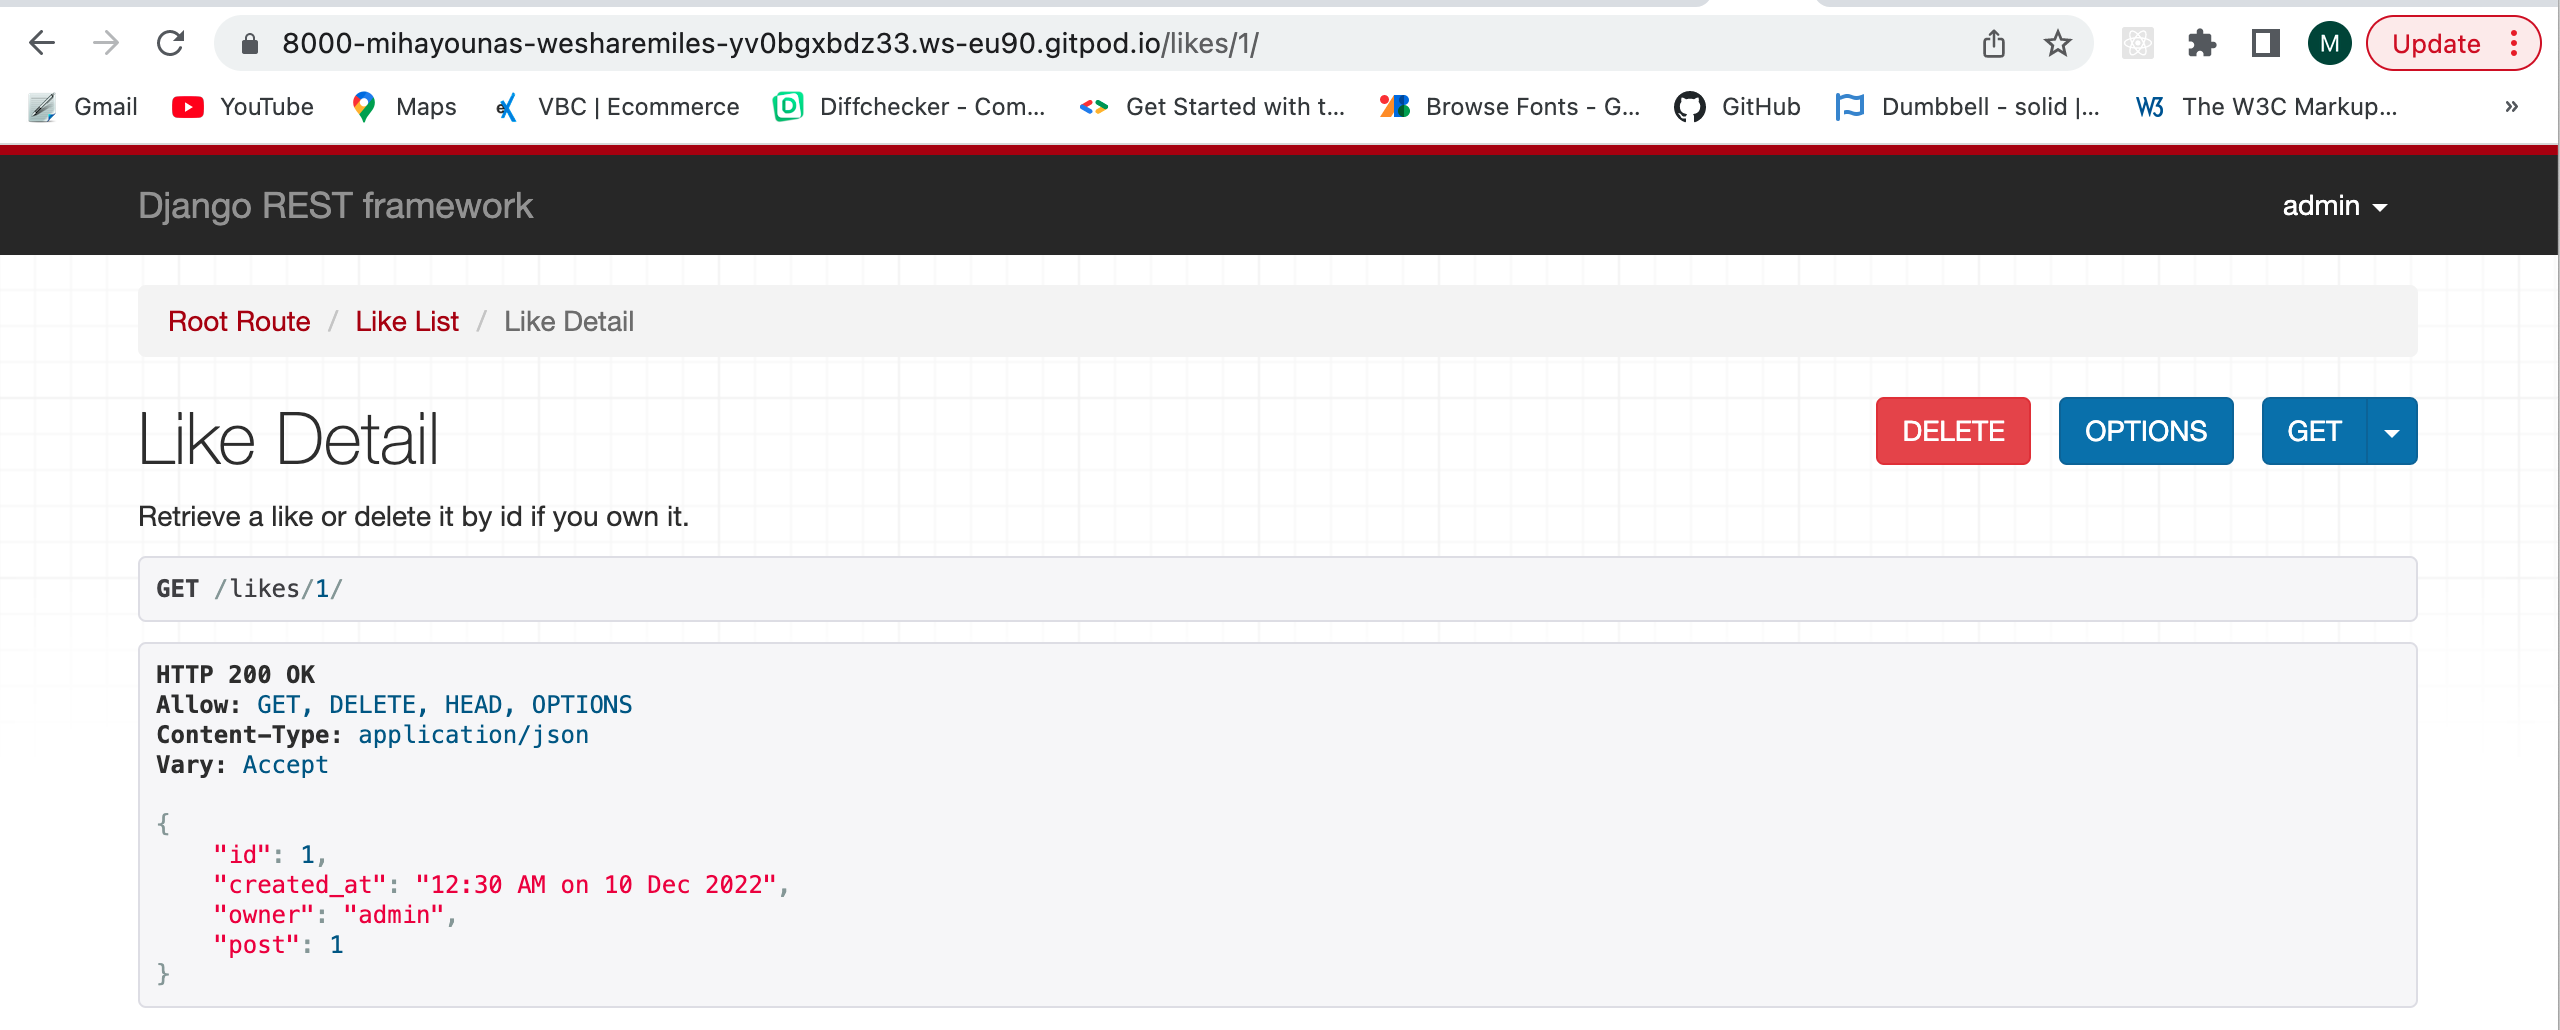 8000-mihayounas-wesharemiles-yv0bgxbdz33.ws-eu90.gitpod.io/likes/1/ M Update
Gmail YouTube Maps VBC | Ecommerce Diffchecker - Com... Get Started with t... Browse Fonts - G... GitHub Dumbbell - solid |... W3 The W3C Markup... »
Django REST framework admin
Root Route / Like List / Like Detail
Like Detail DELETE OPTIONS GET
Retrieve a like or delete it by id if you own it.
GET /likes/1/
HTTP 200 OK
Allow: GET, DELETE, HEAD, OPTIONS
Content-Type: application/json
Vary: Accept
{
"id": 1,
"created_at": "12:30 AM on 10 Dec 2022",
"owner": "admin",
"post": 1
}